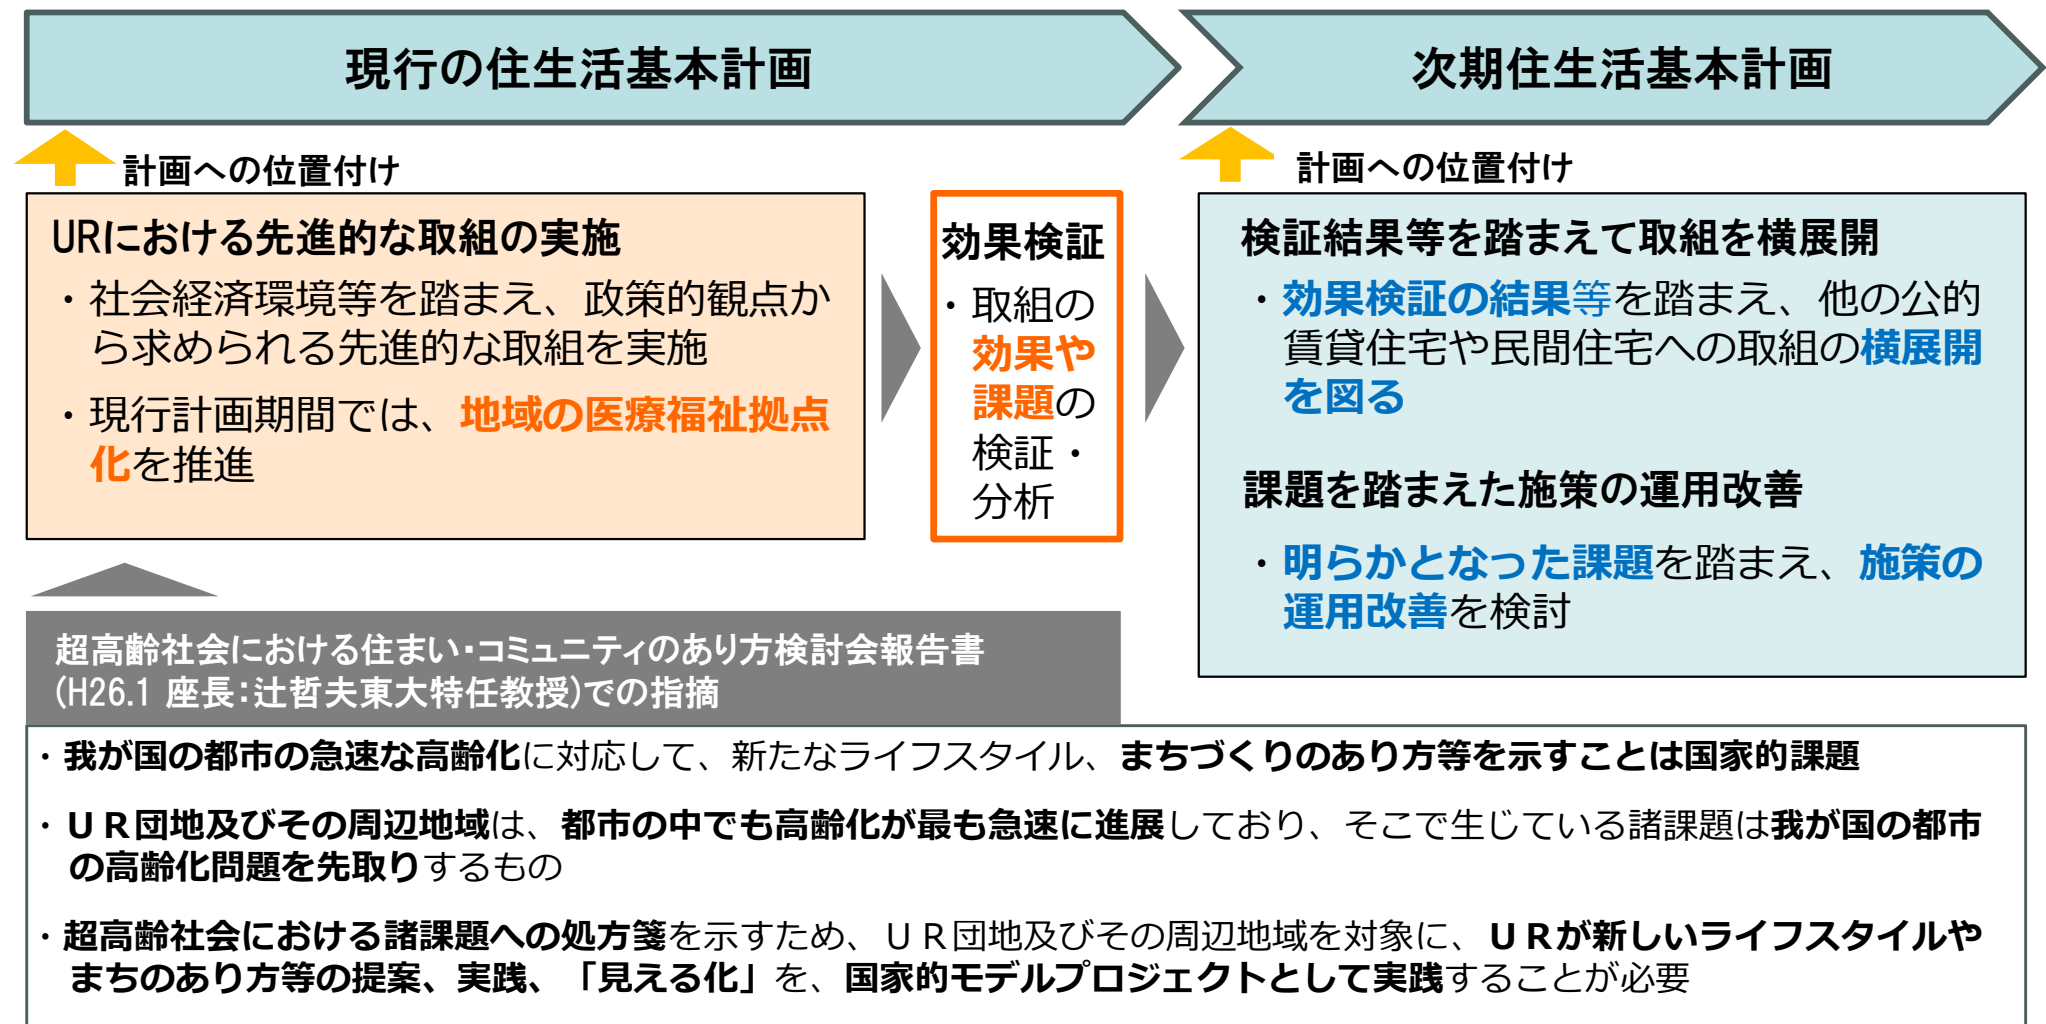 現行の住生活基本計画
次期住生活基本計画
計画への位置付け
計画への位置付け
URにおける先進的な取組の実施
・社会経済環境等を踏まえ、政策的観点か
ら求められる先進的な取組を実施
・現行計画期間では、地域の医療福祉拠点
化を推進
効果検証
・取組の
効果や
課題の
検証・
分析
検証結果等を踏まえて取組を横展開
・効果検証の結果等を踏まえ、他の公的
賃貸住宅や民間住宅への取組の横展開
を図る
課題を踏まえた施策の運用改善
・明らかとなった課題を踏まえ、施策の
運用改善を検討
超高齢社会における住まい・コミュニティのあり方検討会報告書
(H26.1 座長：辻哲夫東大特任教授)での指摘
・我が国の都市の急速な高齢化に対応して、新たなライフスタイル、まちづくりのあり方等を示すことは国家的課題
・ＵＲ団地及びその周辺地域は、都市の中でも高齢化が最も急速に進展しており、そこで生じている諸課題は我が国の都市
の高齢化問題を先取りするもの
・超高齢社会における諸課題への処方箋を示すため、ＵＲ団地及びその周辺地域を対象に、ＵＲが新しいライフスタイルや
まちのあり方等の提案、実践、「見える化」を、国家的モデルプロジェクトとして実践することが必要